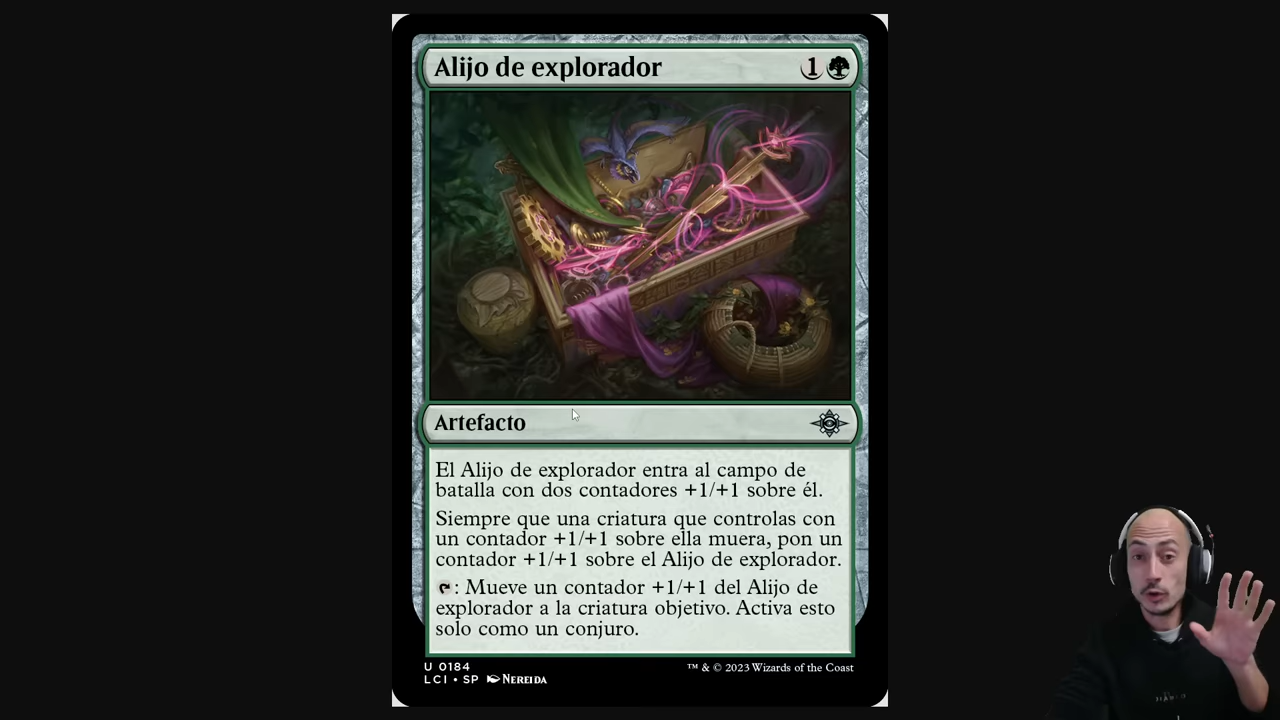 Alijo de explorador 1
Artefacto
El Alijo de explorador entra al campo de
batalla con dos contadores +1/+1 sobre él.
Siempre que una criatura que controlas con
un contador +1/+1 sobre ella muera, pon un
contador +1/+1 sobre el Alijo de explorador.
: Mueve un contador +1/+1 del Alijo de
explorador a la criatura objetivo. Activa esto
solo como un conjuro.
U 0184
LCI • SP NEREIDA
™ & © 2023 Wizards of the Coast